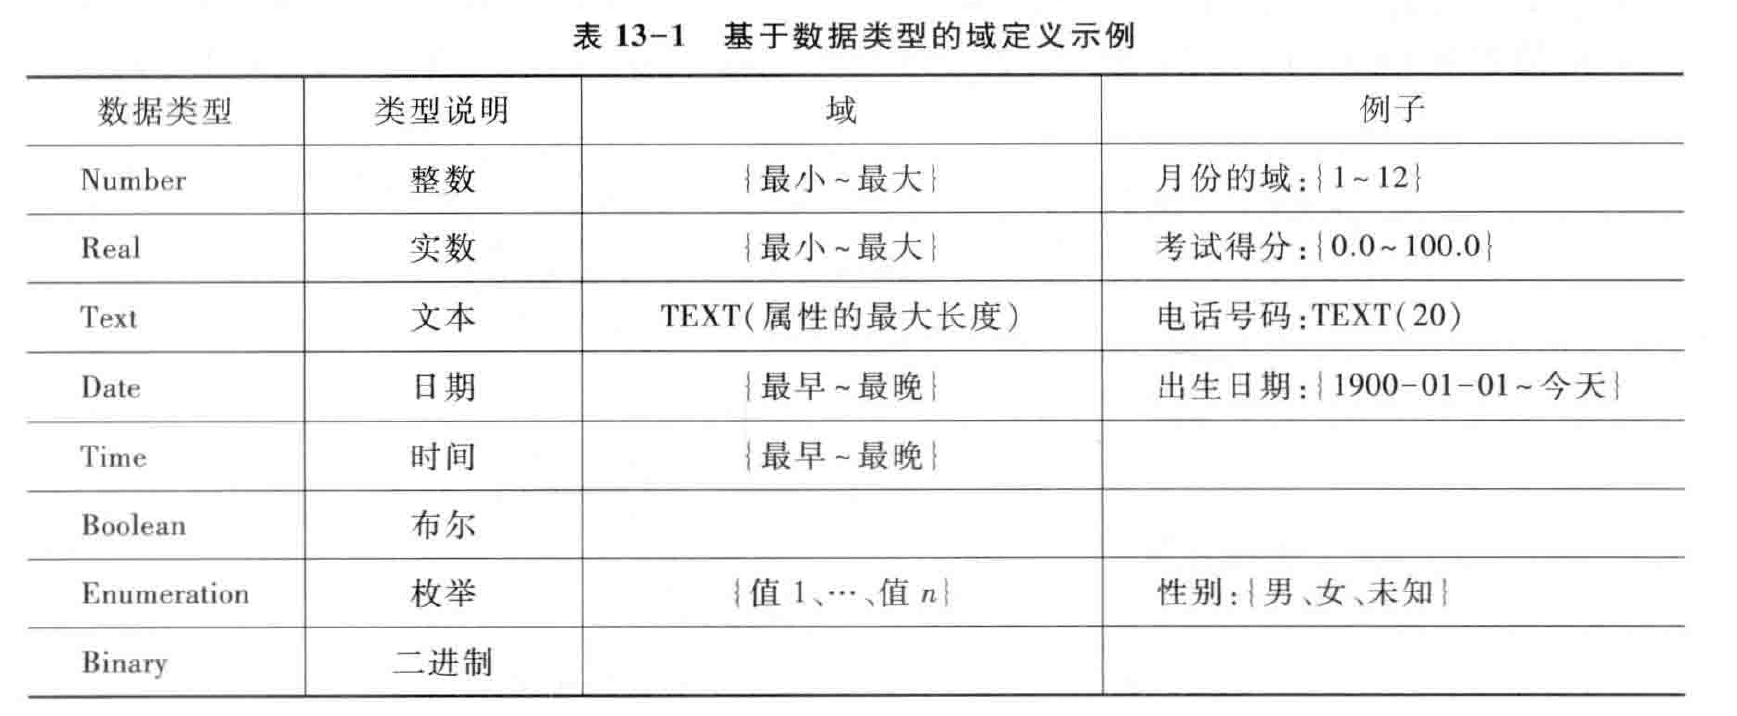 表 13-1 基于数据类型的域定义示例
数据类型 类型说明 域 例子
Number 整数 {最小~最大} 月份的域:{1~12}
Real 实数 {最小~最大} 考试得分:{0.0~100.0}
Text 文本 TEXT(属性的最大长度) 电话号码:TEXT(20)
Date 日期 {最早~最晚} 出生日期:{1900-01-01~今天}
Time 时间 {最早~最晚}
Boolean 布尔
Enumeration 枚举 {值 1、…、值 n} 性别:{男、女、未知}
Binary 二进制